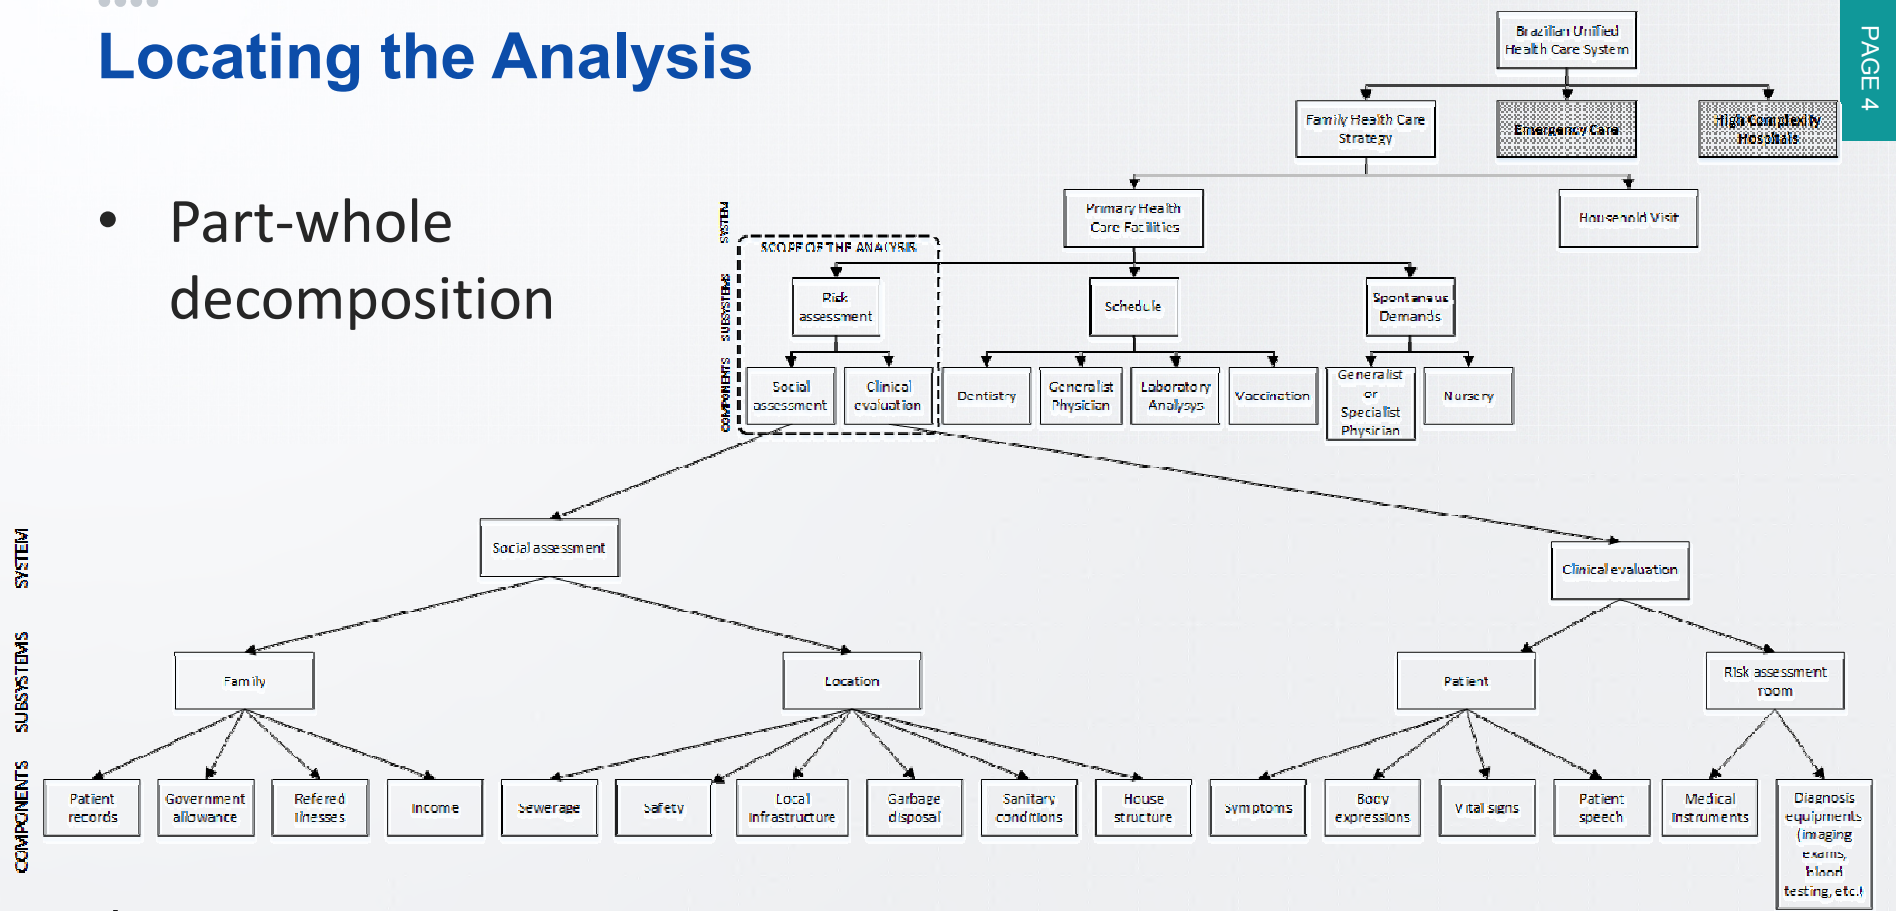 Locating the Analysis
PAGE 4
• Part-whole
decomposition
Brazilian Unified
Health Care System
Family Health Care
Strategy
Emergency Care
High Complexity
Hospitals
Primary Health
Care Facilities
Household Visit
SYSTEM
SUBSYSTEMS
COMPONENTS
SCOPE OF THE ANALYSIS
Risk
assessment
Schedule
Spontaneus
Demands
Social
assessment
Clinical
evaluation
Dentistry
Generalist
Physician
Laboratory
Analysys
Vaccination
Generalist
or
Specialist
Physician
Nursery
SYSTEM
SUBSYSTEMS
COMPONENTS
Social assessment
Clinical evaluation
Family
Location
Patient
Risk assessment
room
Patient
records
Government
allowance
Refered
illnesses
Income
Sewerage
Safety
Local
infrastructure
Garbage
disposal
Sanitary
conditions
House
structure
Symptoms
Body
expressions
Vital signs
Patient
speech
Medical
instruments
Diagnosis
equipments
(imaging
exams,
blood
testing, etc.)